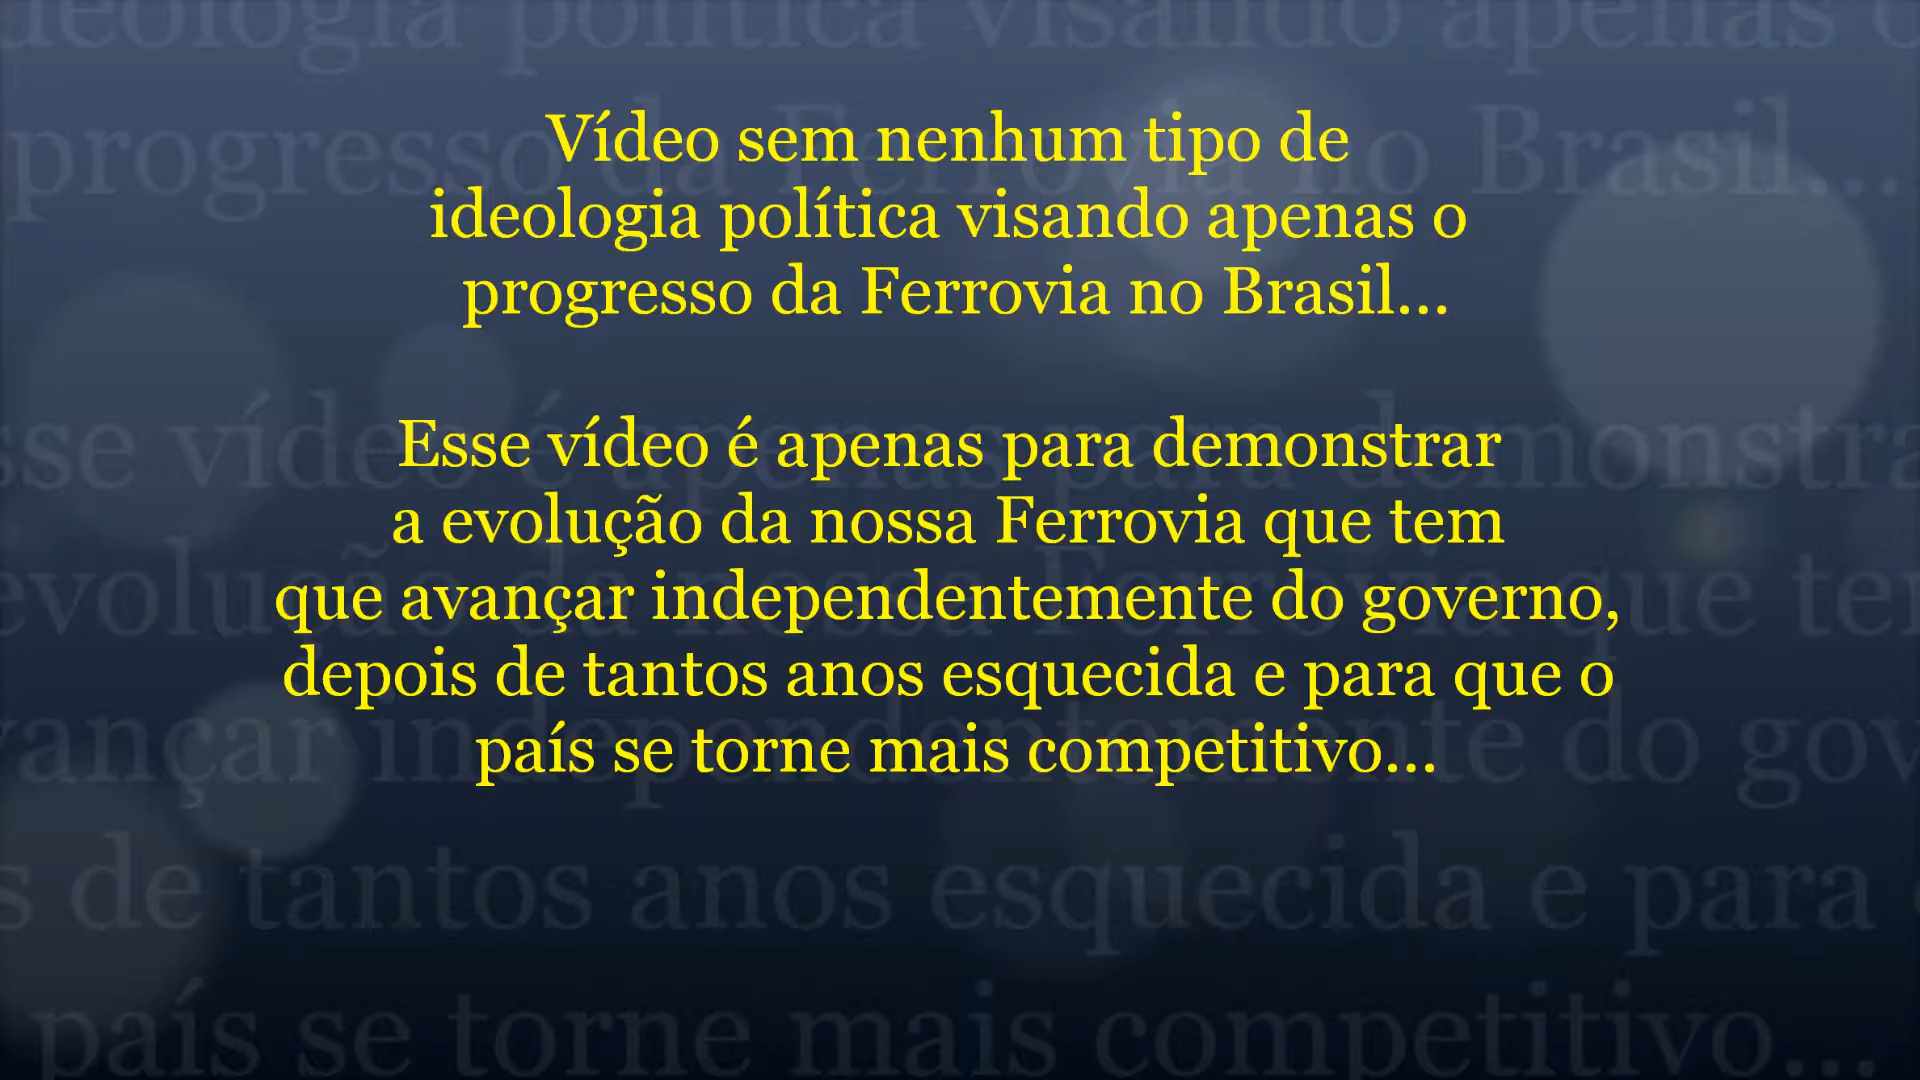 Vídeo sem nenhum tipo de
ideologia política visando apenas o
progresso da Ferrovia no Brasil...
Esse vídeo é apenas para demonstrar
a evolução da nossa Ferrovia que tem
que avançar independentemente do governo,
depois de tantos anos esquecida e para que o
país se torne mais competitivo...